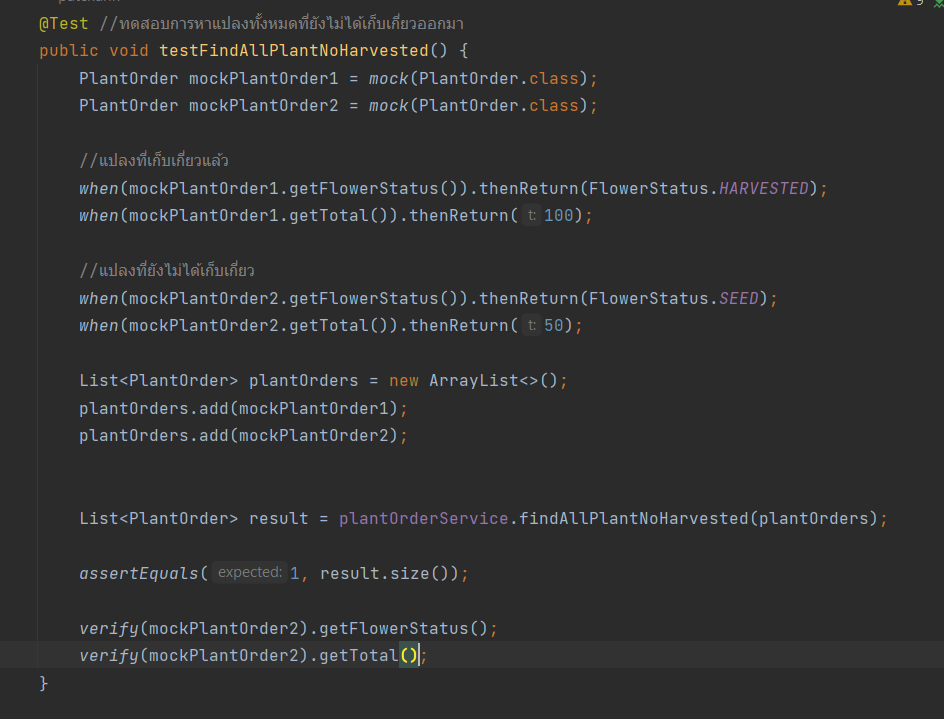 @Test //ทดสอบการหาแปลงทั้งหมดที่ยังไม่ได้เก็บเกี่ยวออกมา
public void testFindAllPlantNoHarvested() {
PlantOrder mockPlantOrder1 = mock(PlantOrder.class);
PlantOrder mockPlantOrder2 = mock(PlantOrder.class);
//แปลงที่เก็บเกี่ยวแล้ว
when(mockPlantOrder1.getFlowerStatus()).thenReturn(FlowerStatus.HARVESTED);
when(mockPlantOrder1.getTotal()).thenReturn( t: 100);
//แปลงที่ยังไม่ได้เก็บเกี่ยว
when(mockPlantOrder2.getFlowerStatus()).thenReturn(FlowerStatus.SEED);
when(mockPlantOrder2.getTotal()).thenReturn( t: 50);
List<PlantOrder> plantOrders = new ArrayList<>();
plantOrders.add(mockPlantOrder1);
plantOrders.add(mockPlantOrder2);
List<PlantOrder> result = plantOrderService.findAllPlantNoHarvested(plantOrders);
assertEquals( expected: 1, result.size());
verify(mockPlantOrder2).getFlowerStatus();
verify(mockPlantOrder2).getTotal();
}